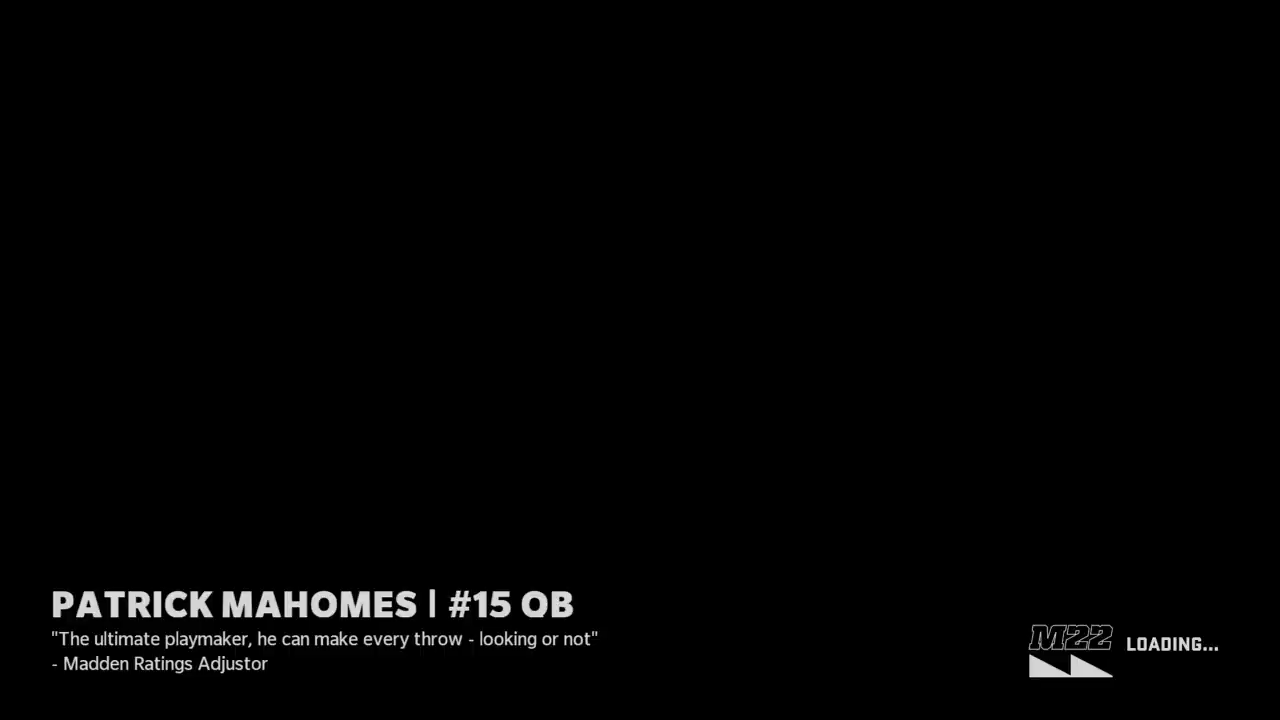 PATRICK MAHOMES | #15 QB
"The ultimate playmaker, he can make every throw - looking or not"
- Madden Ratings Adjustor
M22
LOADING...